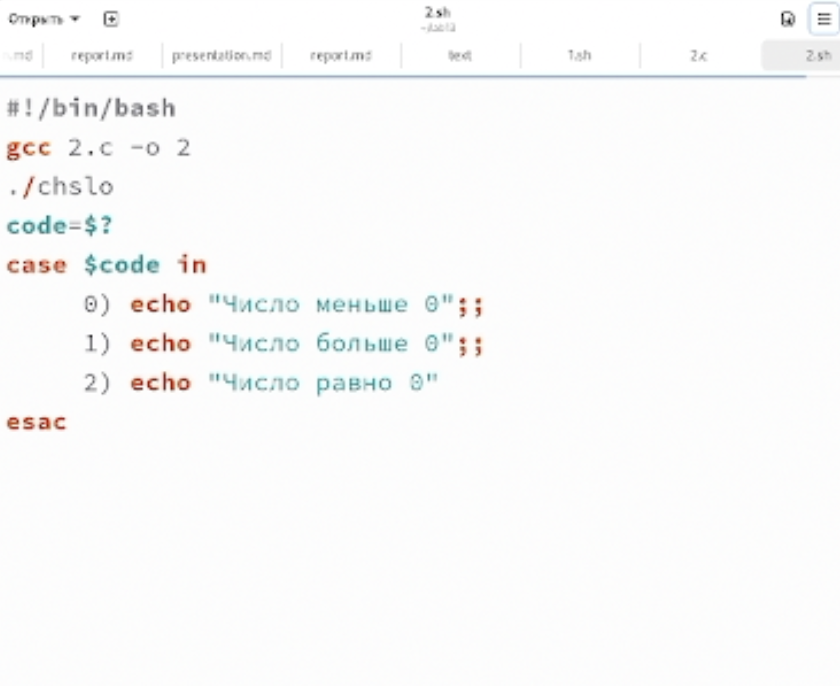 Открыть
2.sh
~/lab13
.md
report.md
presentation.md
report.md
text
1.sh
2.c
2.sh
#!/bin/bash
gcc 2.c -o 2
./chslo
code=$?
case $code in
0) echo "Число меньше 0";;
1) echo "Число больше 0";;
2) echo "Число равно 0"
esac